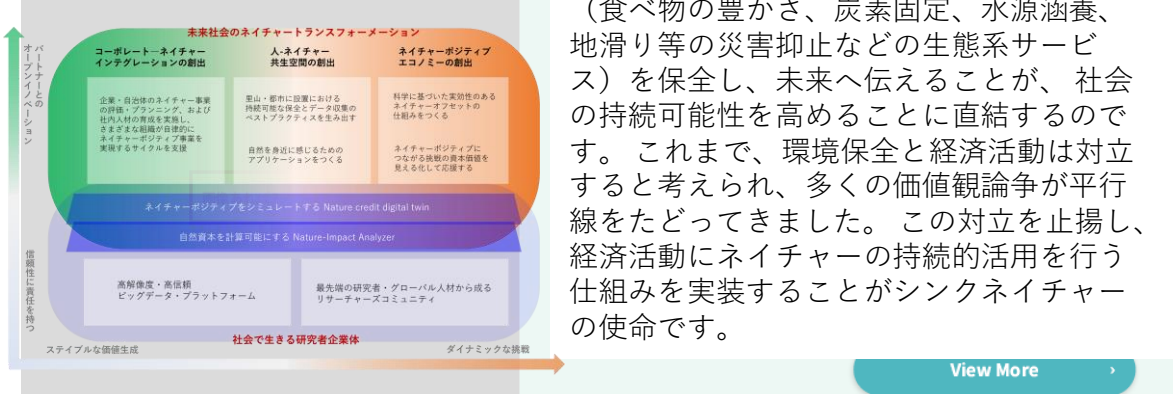 未来社会のネイチャートランスフォーメーション
パートナーとの
オープンイノベーション
コーポレートーネイチャー
インテグレーションの創出
人-ネイチャー
共生空間の創出
ネイチャーポジティブ
エコノミーの創出
企業・自治体のネイチャー事業
の評価・プランニング、および
社内人材の育成を実施し、
さまざまな組織が自律的に
ネイチャーポジティブ事業を
実現するサイクルを支援
里山・都市に設置における
持続可能な保全とデータ収集の
ベストプラクティスを生み出す
自然を身近に感じるための
アプリケーションをつくる
科学に基づいた実効性のある
ネイチャーオフセットの
仕組みをつくる
ネイチャーポジティブに
つながる挑戦の資本価値を
見える化して応援する
ネイチャーポジティブをシミュレートする Nature credit digital twin
自然資本を計算可能にする Nature-Impact Analyzer
信頼性に責任を持つ
高解像度・高信頼
ビッグデータ・プラットフォーム
最先端の研究者・グローバル人材から成る
リサーチャーズコミュニティ
社会で生きる研究者企業体
ステイブルな価値生成
ダイナミックな挑戦
（食べ物の豊かさ、炭素固定、水源涵養、
地滑り等の災害抑止などの生態系サービ
ス）を保全し、未来へ伝えることが、 社会
の持続可能性を高めることに直結するので
す。 これまで、環境保全と経済活動は対立
すると考えられ、多くの価値観論争が平行
線をたどってきました。 この対立を止揚し、
経済活動にネイチャーの持続的活用を行う
仕組みを実装することがシンクネイチャー
の使命です。
View More ›